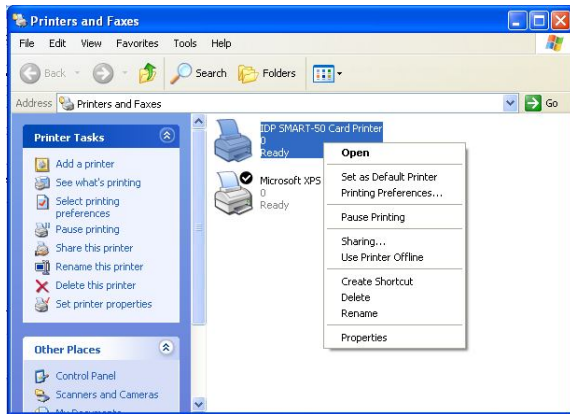 Printers and Faxes
File Edit View Favorites Tools Help
Back Search Folders
Address Printers and Faxes Go
Printer Tasks
Add a printer
See what's printing
Select printing
preferences
Pause printing
Share this printer
Rename this printer
Delete this printer
Set printer properties
Other Places
Control Panel
Scanners and Cameras
My Documents
IDP SMART-50 Card Printer
0
Ready
Microsoft XPS
0
Ready
Open
Set as Default Printer
Printing Preferences...
Pause Printing
Sharing...
Use Printer Offline
Create Shortcut
Delete
Rename
Properties